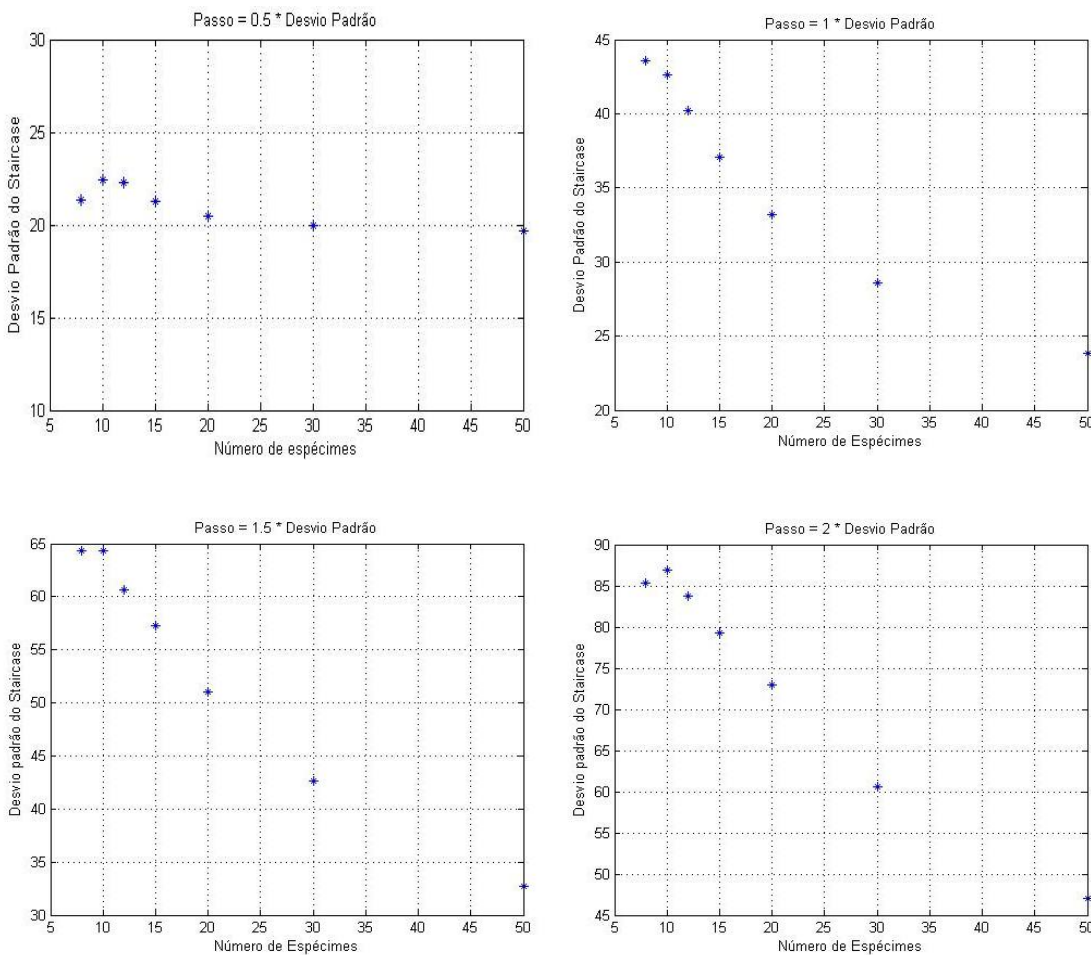 Passo = 0.5 * Desvio Padrão
30
25
20
15
10
Desvio Padrão do Staircase
5 10 15 20 25 30 35 40 45 50
Número de espécimes
Passo = 1 * Desvio Padrão
45
40
35
30
25
20
Desvio Padrão do Staircase
5 10 15 20 25 30 35 40 45 50
Número de Espécimes
Passo = 1.5 * Desvio Padrão
65
60
55
50
45
40
35
30
Desvio padrão do Staircase
5 10 15 20 25 30 35 40 45 50
Número de Espécimes
Passo = 2 * Desvio Padrão
90
85
80
75
70
65
60
55
50
45
Desvio padrão do Staircase
5 10 15 20 25 30 35 40 45 50
Número de Espécimes